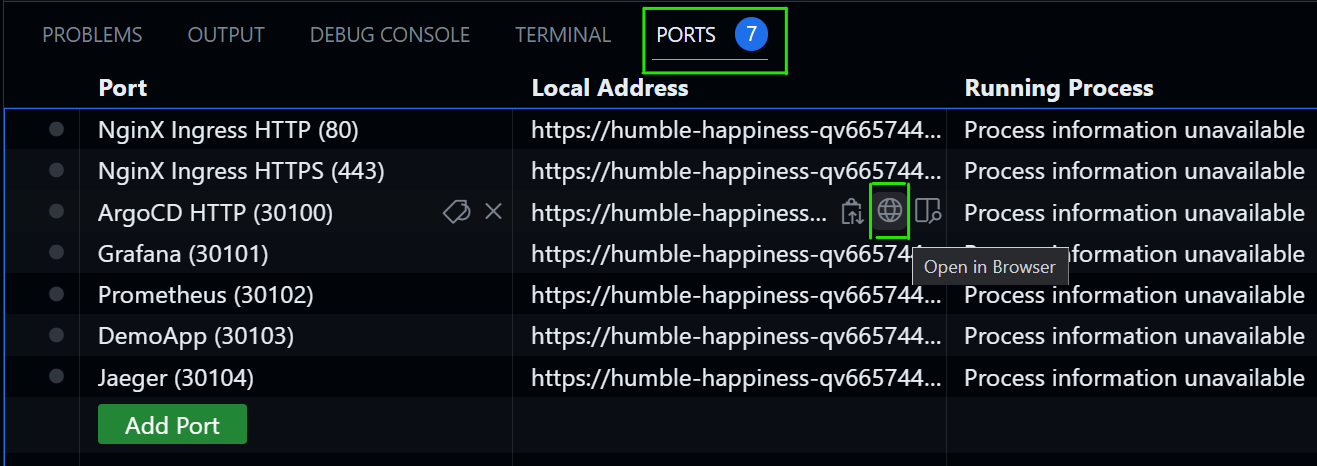 PROBLEMS OUTPUT DEBUG CONSOLE TERMINAL PORTS 7
Port Local Address Running Process
NginX Ingress HTTP (80) https://humble-happiness-qv665744... Process information unavailable
NginX Ingress HTTPS (443) https://humble-happiness-qv665744... Process information unavailable
ArgoCD HTTP (30100) https://humble-happiness... Process information unavailable
Grafana (30101) https://humble-happiness-qv665744... Process information unavailable
Open in Browser
Prometheus (30102) https://humble-happiness-qv665744... Process information unavailable
DemoApp (30103) https://humble-happiness-qv665744... Process information unavailable
Jaeger (30104) https://humble-happiness-qv665744... Process information unavailable
Add Port